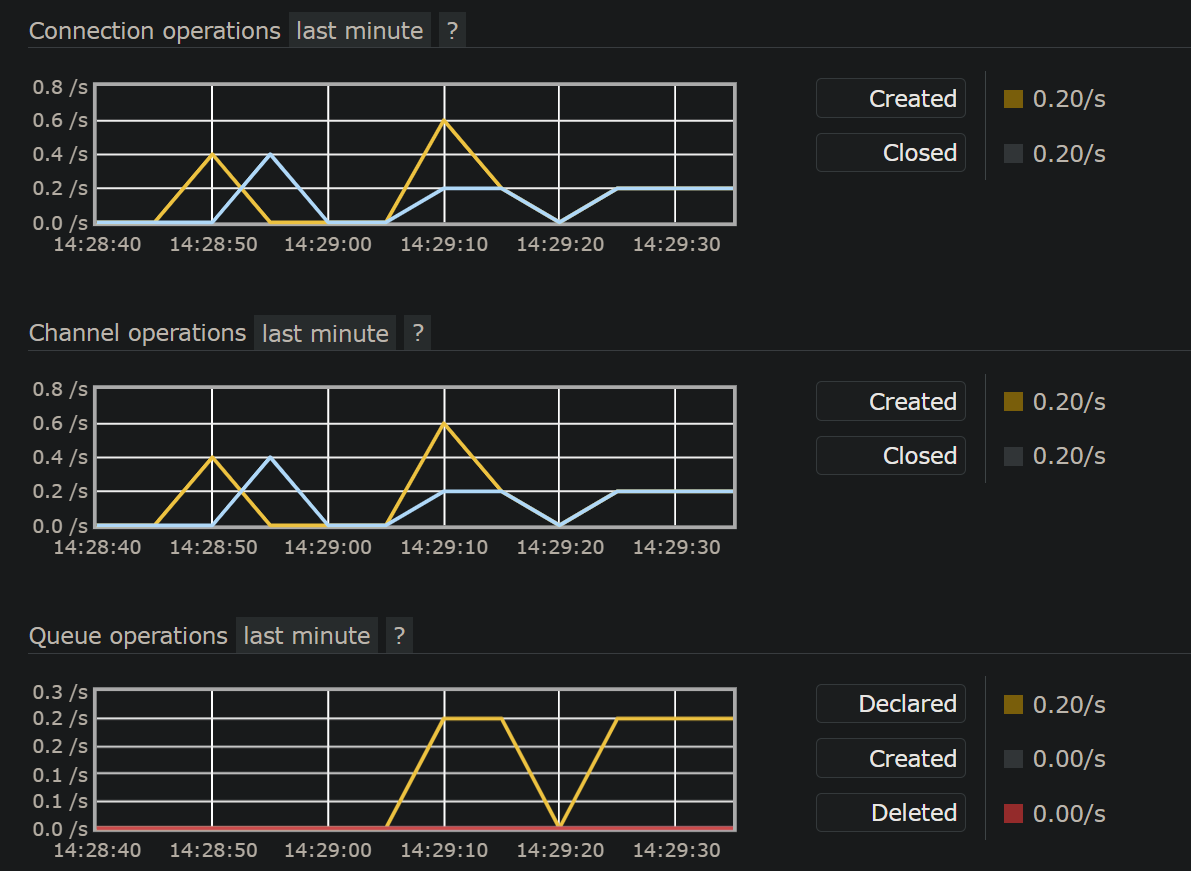 Connection operations last minute ?
0.8 /s
0.6 /s
0.4 /s
0.2 /s
0.0 /s
14:28:40 14:28:50 14:29:00 14:29:10 14:29:20 14:29:30
Created 0.20/s
Closed 0.20/s
Channel operations last minute ?
0.8 /s
0.6 /s
0.4 /s
0.2 /s
0.0 /s
14:28:40 14:28:50 14:29:00 14:29:10 14:29:20 14:29:30
Created 0.20/s
Closed 0.20/s
Queue operations last minute ?
0.3 /s
0.2 /s
0.2 /s
0.1 /s
0.1 /s
0.0 /s
14:28:40 14:28:50 14:29:00 14:29:10 14:29:20 14:29:30
Declared 0.20/s
Created 0.00/s
Deleted 0.00/s